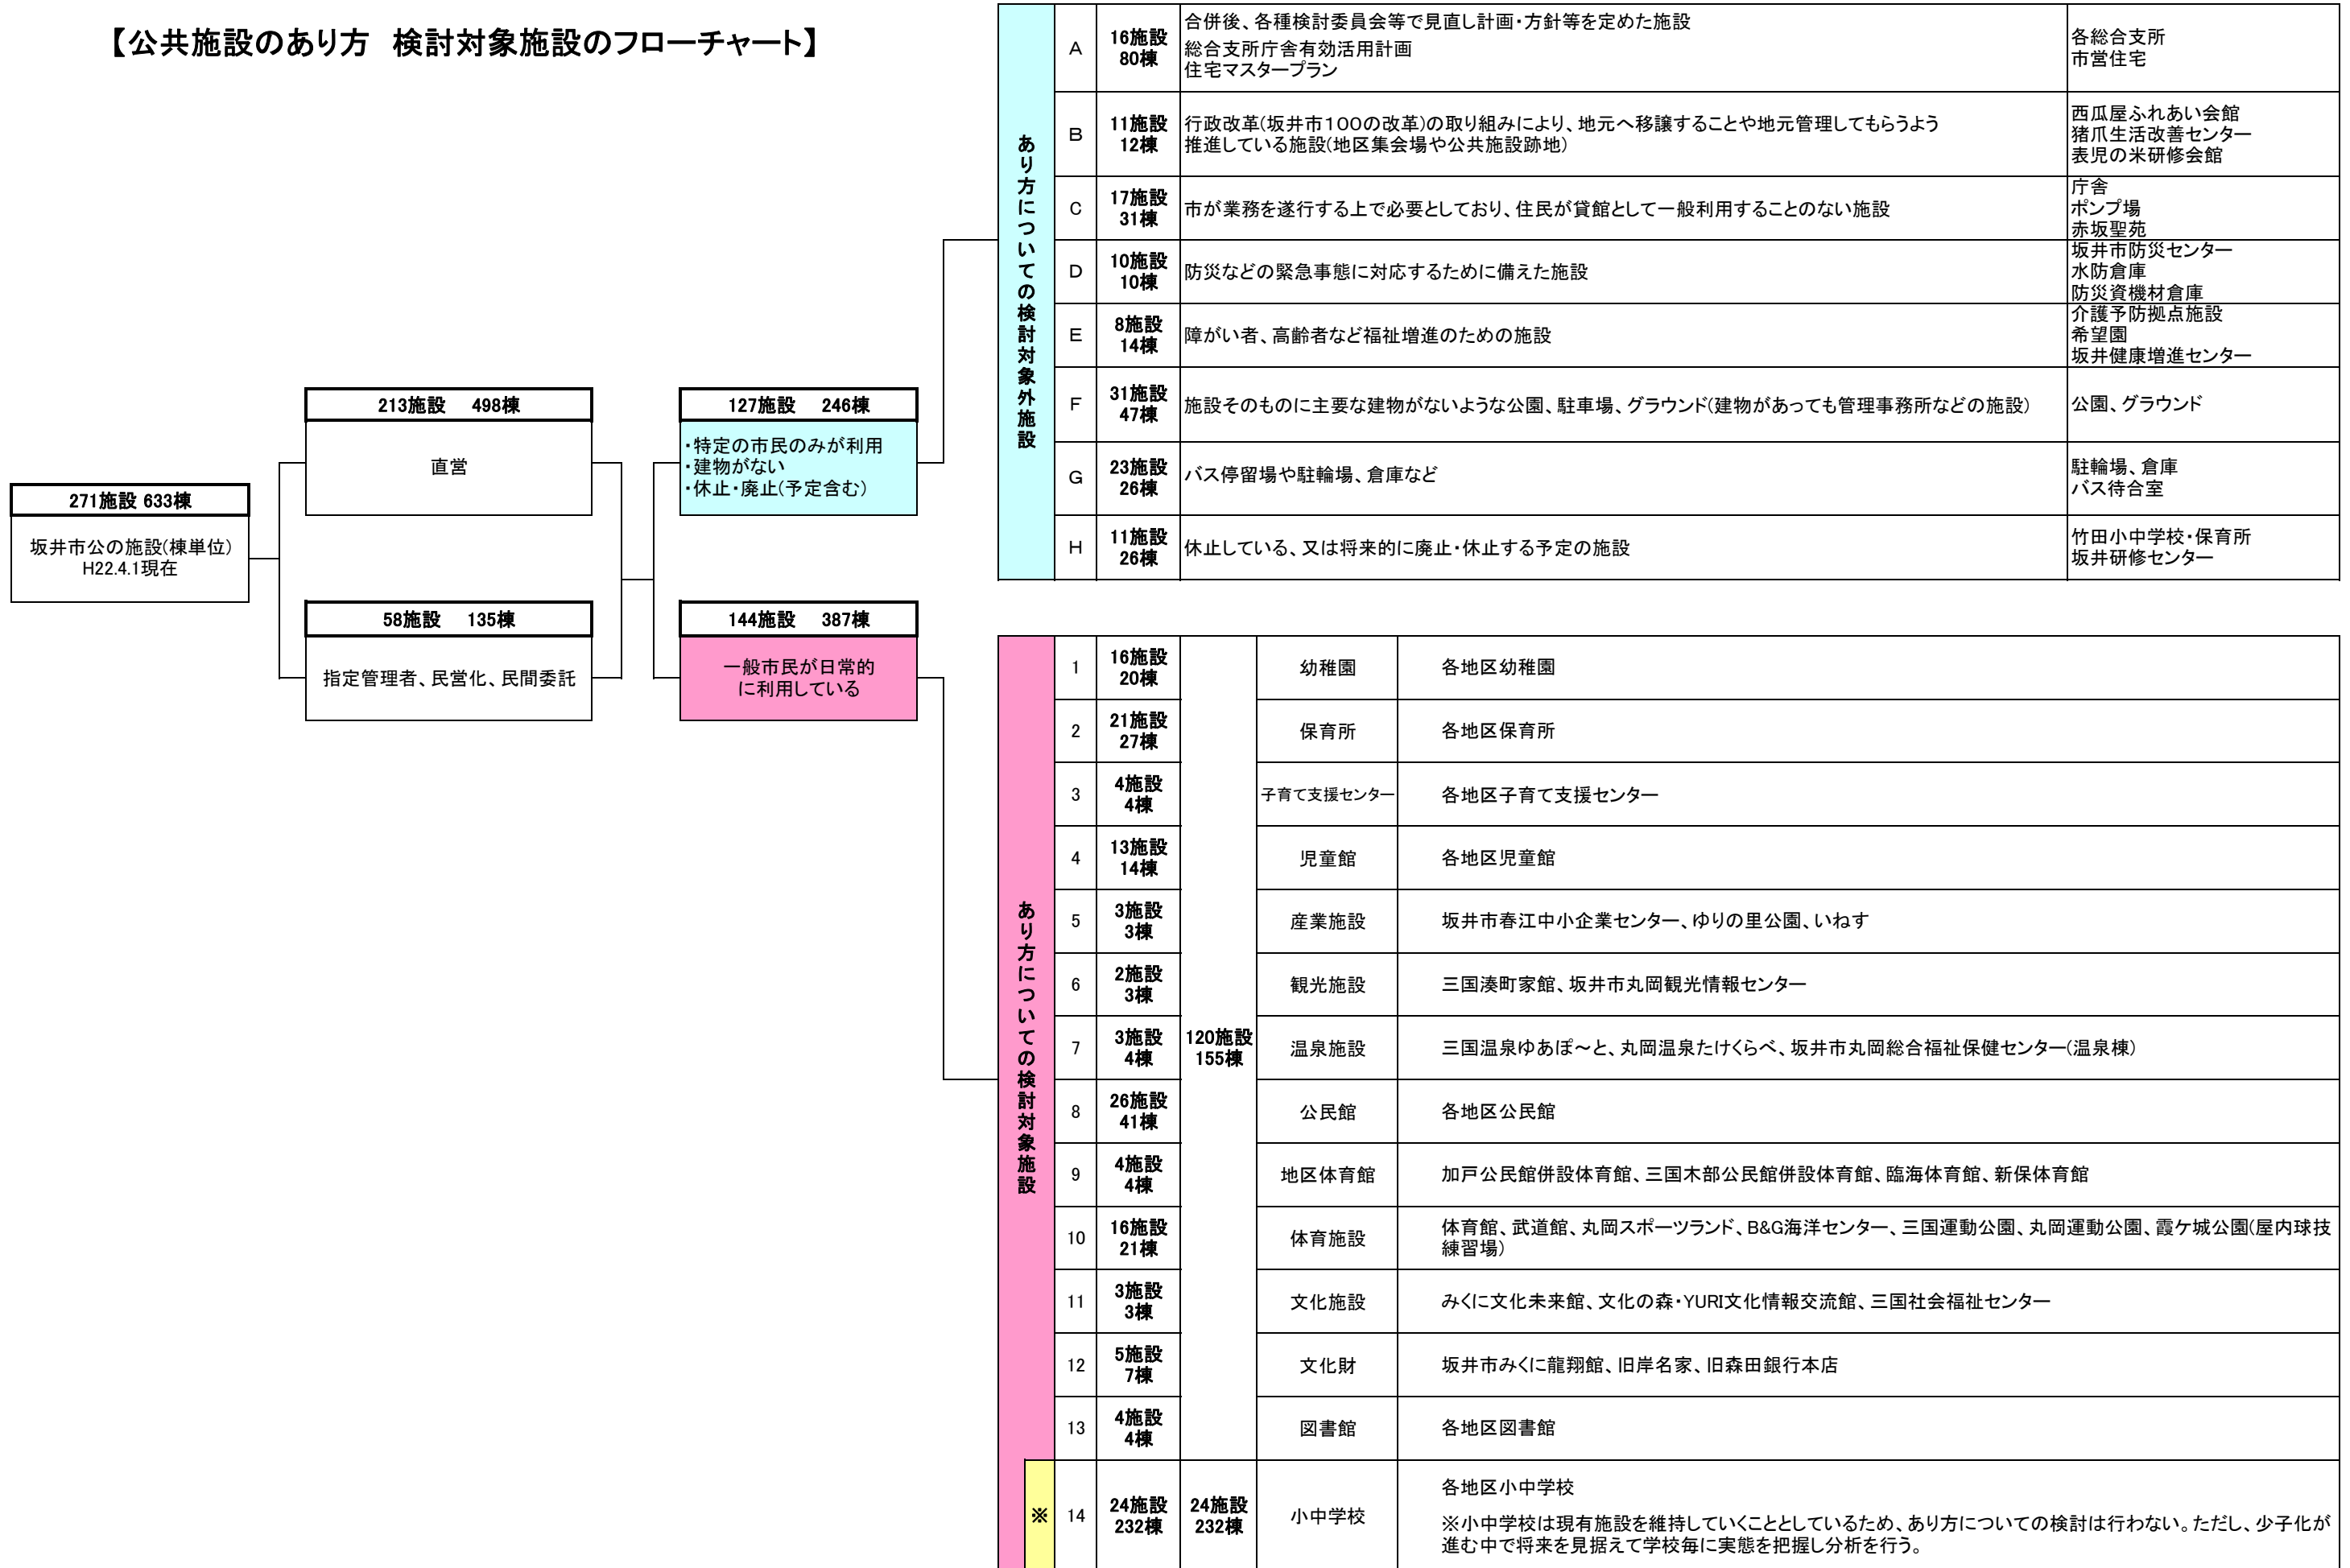 【公共施設のあり方　検討対象施設のフローチャート】
271施設 633棟
坂井市公の施設(棟単位)
H22.4.1現在
213施設　498棟
直営
58施設　135棟
指定管理者、民営化、民間委託
127施設　246棟
・特定の市民のみが利用
・建物がない
・休止・廃止(予定含む)
144施設　387棟
一般市民が日常的
に利用している
あり方についての検討対象外施設
A
16施設
80棟
合併後、各種検討委員会等で見直し計画・方針等を定めた施設
総合支所庁舎有効活用計画
住宅マスタープラン
各総合支所
市営住宅
B
11施設
12棟
行政改革(坂井市１００の改革)の取り組みにより、地元へ移譲することや地元管理してもらうよう
推進している施設(地区集会場や公共施設跡地)
西瓜屋ふれあい会館
猪爪生活改善センター
表児の米研修会館
C
17施設
31棟
市が業務を遂行する上で必要としており、住民が貸館として一般利用することのない施設
庁舎
ポンプ場
赤坂聖苑
D
10施設
10棟
防災などの緊急事態に対応するために備えた施設
坂井市防災センター
水防倉庫
防災資機材倉庫
E
8施設
14棟
障がい者、高齢者など福祉増進のための施設
介護予防拠点施設
希望園
坂井健康増進センター
F
31施設
47棟
施設そのものに主要な建物がないような公園、駐車場、グラウンド(建物があっても管理事務所などの施設)
公園、グラウンド
G
23施設
26棟
バス停留場や駐輪場、倉庫など
駐輪場、倉庫
バス待合室
H
11施設
26棟
休止している、又は将来的に廃止・休止する予定の施設
竹田小中学校・保育所
坂井研修センター
あり方についての検討対象施設
1
16施設
20棟
幼稚園
各地区幼稚園
2
21施設
27棟
保育所
各地区保育所
3
4施設
4棟
子育て支援センター
各地区子育て支援センター
4
13施設
14棟
児童館
各地区児童館
5
3施設
3棟
産業施設
坂井市春江中小企業センター、ゆりの里公園、いねす
6
2施設
3棟
観光施設
三国湊町家館、坂井市丸岡観光情報センター
7
3施設
4棟
120施設
155棟
温泉施設
三国温泉ゆあぽ～と、丸岡温泉たけくらべ、坂井市丸岡総合福祉保健センター(温泉棟)
8
26施設
41棟
公民館
各地区公民館
9
4施設
4棟
地区体育館
加戸公民館併設体育館、三国木部公民館併設体育館、臨海体育館、新保体育館
10
16施設
21棟
体育施設
体育館、武道館、丸岡スポーツランド、B&G海洋センター、三国運動公園、丸岡運動公園、霞ケ城公園(屋内球技
練習場)
11
3施設
3棟
文化施設
みくに文化未来館、文化の森・YURI文化情報交流館、三国社会福祉センター
12
5施設
7棟
文化財
坂井市みくに龍翔館、旧岸名家、旧森田銀行本店
13
4施設
4棟
図書館
各地区図書館
※
14
24施設
232棟
24施設
232棟
小中学校
各地区小中学校
※小中学校は現有施設を維持していくこととしているため、あり方についての検討は行わない。ただし、少子化が
進む中で将来を見据えて学校毎に実態を把握し分析を行う。